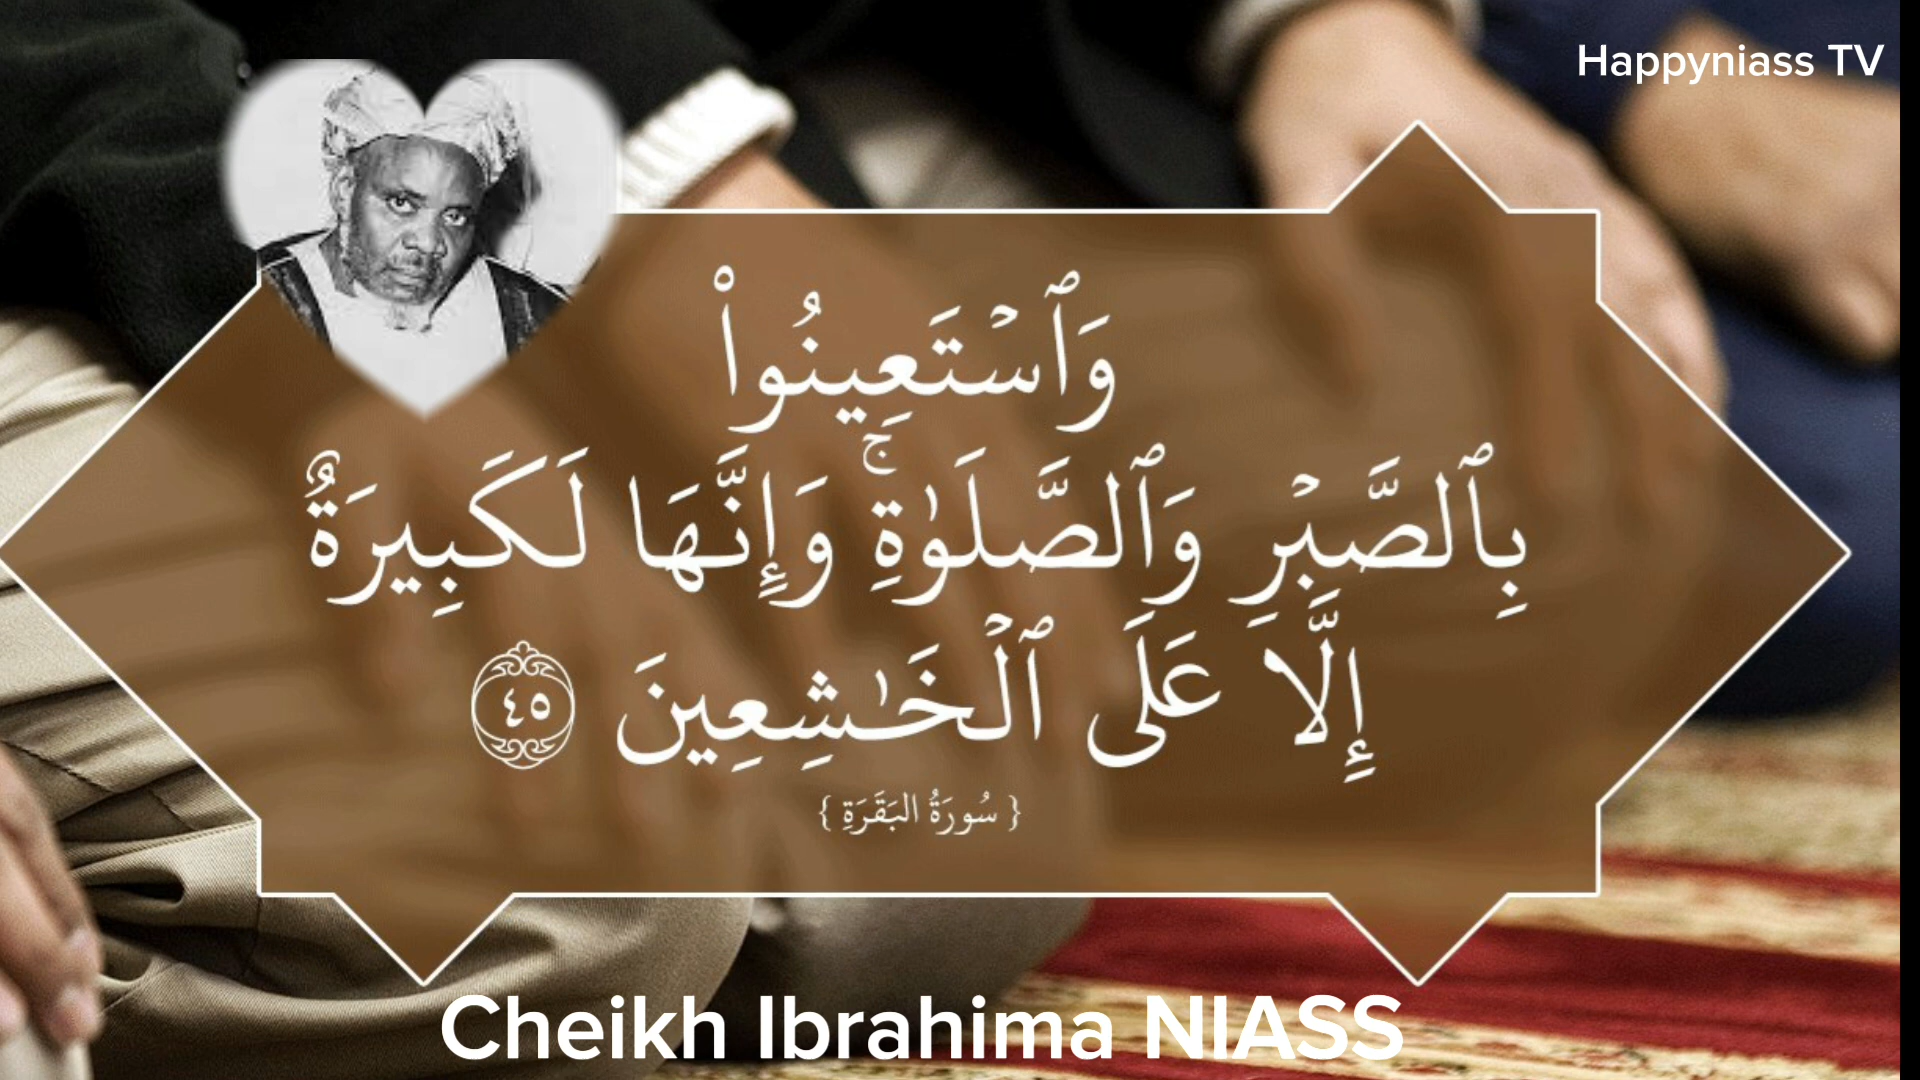 Happyniass TV
وَٱسْتَعِينُوا۟
بِٱلصَّبْرِ وَٱلصَّلَوٰةِ ۚ وَإِنَّهَا لَكَبِيرَةٌ
إِلَّا عَلَى ٱلْخَـٰشِعِينَ ٤٥
{ سُورَةُ البَقَرَةِ }
Cheikh Ibrahima NIASS